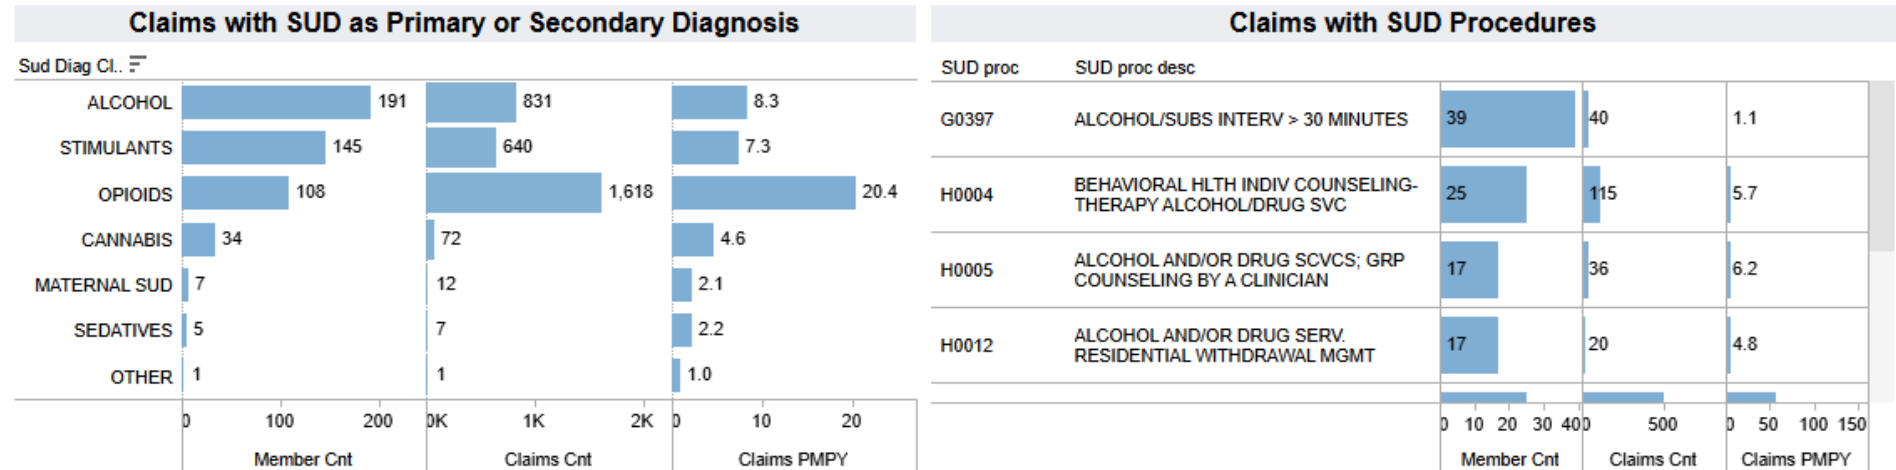 Claims with SUD as Primary or Secondary Diagnosis
Sud Diag Cl..
ALCOHOL 191 831 8.3
STIMULANTS 145 640 7.3
OPIOIDS 108 1,618 20.4
CANNABIS 34 72 4.6
MATERNAL SUD 7 12 2.1
SEDATIVES 5 7 2.2
OTHER 1 1 1.0
0 100 200 0K 1K 2K 0 10 20
Member Cnt Claims Cnt Claims PMPY
Claims with SUD Procedures
SUD proc SUD proc desc
G0397 ALCOHOL/SUBS INTERV > 30 MINUTES 39 40 1.1
H0004 BEHAVIORAL HLTH INDIV COUNSELING-
THERAPY ALCOHOL/DRUG SVC 25 115 5.7
H0005 ALCOHOL AND/OR DRUG SCVCS; GRP
COUNSELING BY A CLINICIAN 17 36 6.2
H0012 ALCOHOL AND/OR DRUG SERV.
RESIDENTIAL WITHDRAWAL MGMT 17 20 4.8
0 10 20 30 40 0 500 0 50 100 150
Member Cnt Claims Cnt Claims PMPY